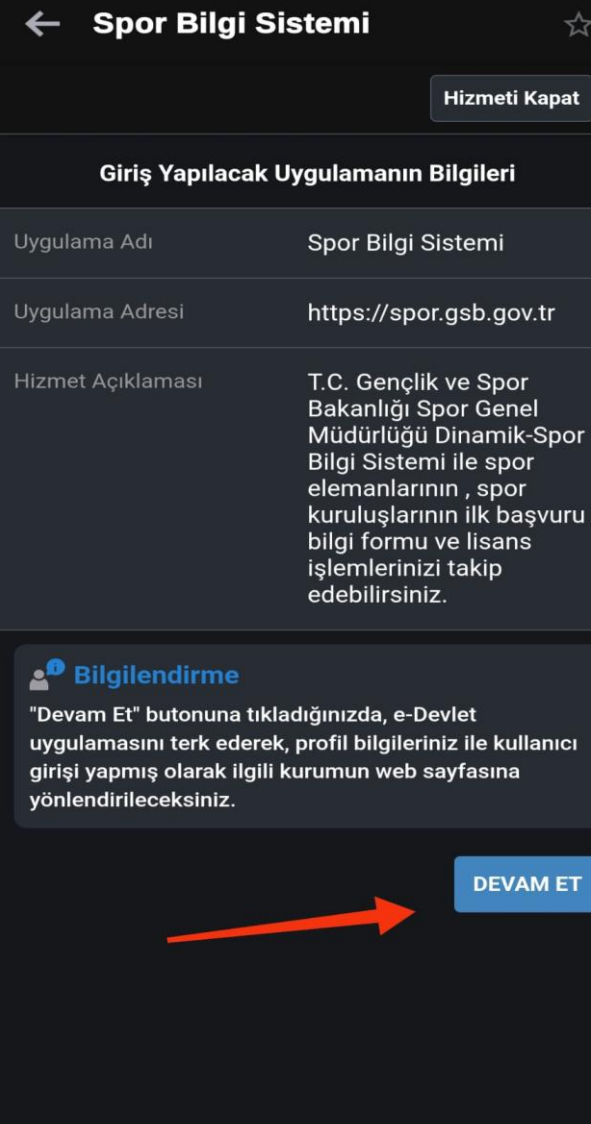 Spor Bilgi Sistemi
Hizmeti Kapat
Giriş Yapılacak Uygulamanın Bilgileri
Uygulama Adı
Spor Bilgi Sistemi
Uygulama Adresi
https://spor.gsb.gov.tr
Hizmet Açıklaması
T.C. Gençlik ve Spor
Bakanlığı Spor Genel
Müdürlüğü Dinamik-Spor
Bilgi Sistemi ile spor
elemanlarının , spor
kuruluşlarının ilk başvuru
bilgi formu ve lisans
işlemlerinizi takip
edebilirsiniz.
Bilgilendirme
"Devam Et" butonuna tıkladığınızda, e-Devlet
uygulamasını terk ederek, profil bilgileriniz ile kullanıcı
girişi yapmış olarak ilgili kurumun web sayfasına
yönlendirileceksiniz.
DEVAM ET